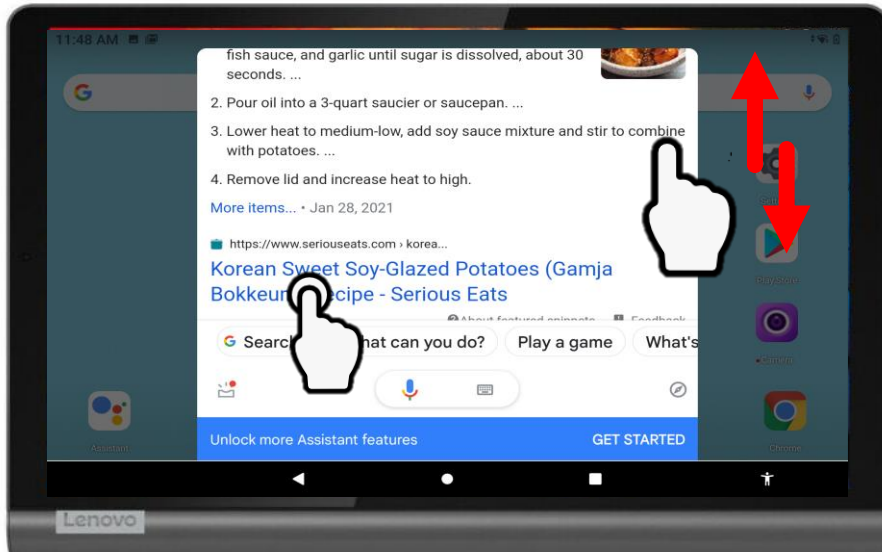 11:48 AM
fish sauce, and garlic until sugar is dissolved, about 30
seconds. ...
2. Pour oil into a 3-quart saucier or saucepan. ...
3. Lower heat to medium-low, add soy sauce mixture and stir to combine
with potatoes. ...
4. Remove lid and increase heat to high.
More items... • Jan 28, 2021
https://www.seriouseats.com › korea...
Korean Sweet Soy-Glazed Potatoes (Gamja
Serious Eats
About featured snippets Feedback
can you do? Play a game What's
Unlock more Assistant features GET STARTED
Play Store
Camera
Assistant
Chrome
Lenovo